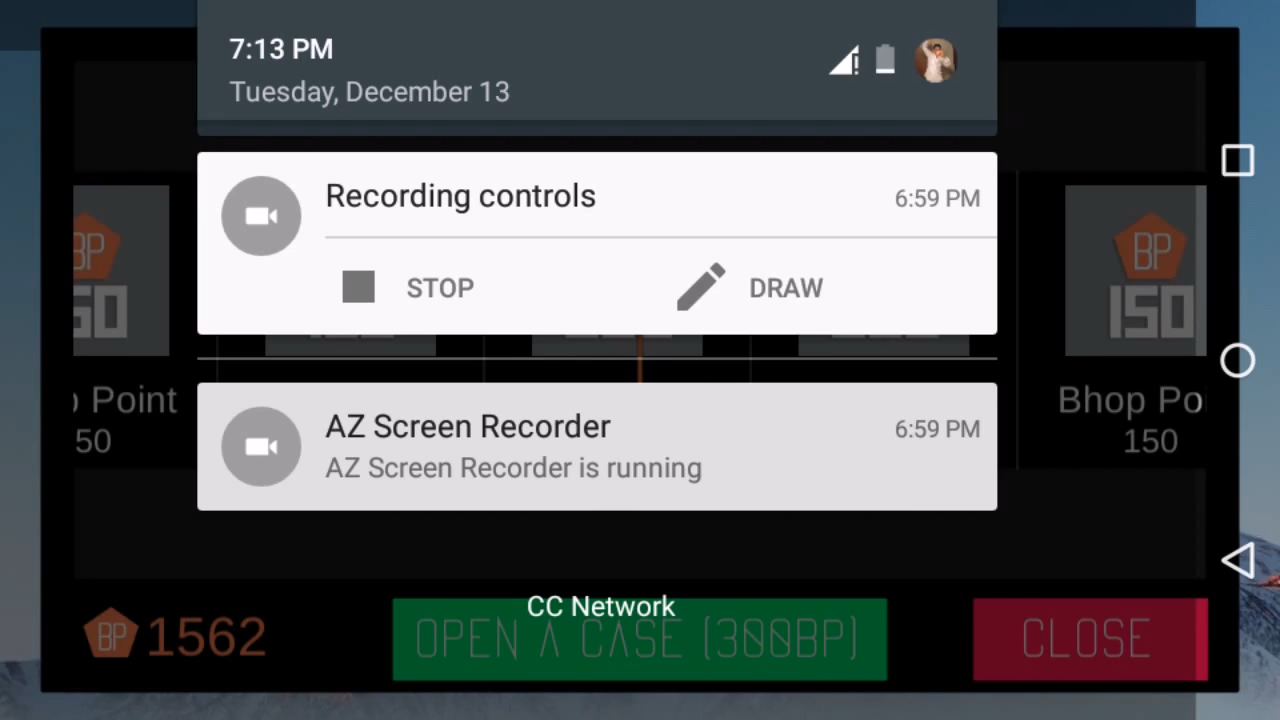 7:13 PM
Tuesday, December 13
Recording controls
6:59 PM
STOP
DRAW
BP
150
BP
150
Point
50
Bhop Po
150
AZ Screen Recorder
6:59 PM
AZ Screen Recorder is running
CC Network
BP 1562
OPEN A CASE (300BP)
CLOSE